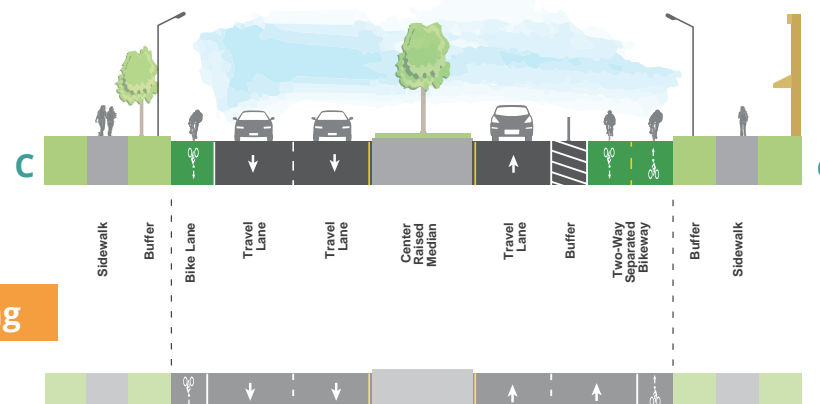 C
Sidewalk
Buffer
Bike Lane
Travel
Lane
Travel
Lane
Center
Raised
Median
Travel
Lane
Buffer
Two-Way
Separated
Bikeway
Buffer
Sidewalk
g